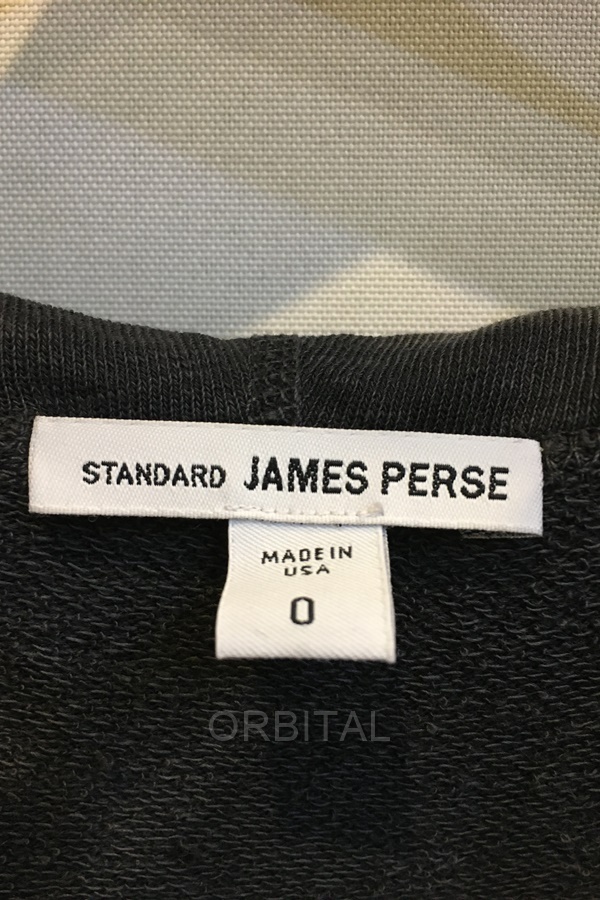 STANDARD JAMES PERSE
MADE IN
USA
0
ORBITAL